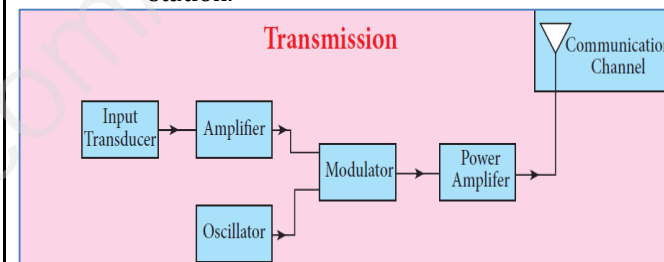 Transmission
Communication
Channel
Input
Transducer
Amplifier
Modulator
Power
Amplifer
Oscillator